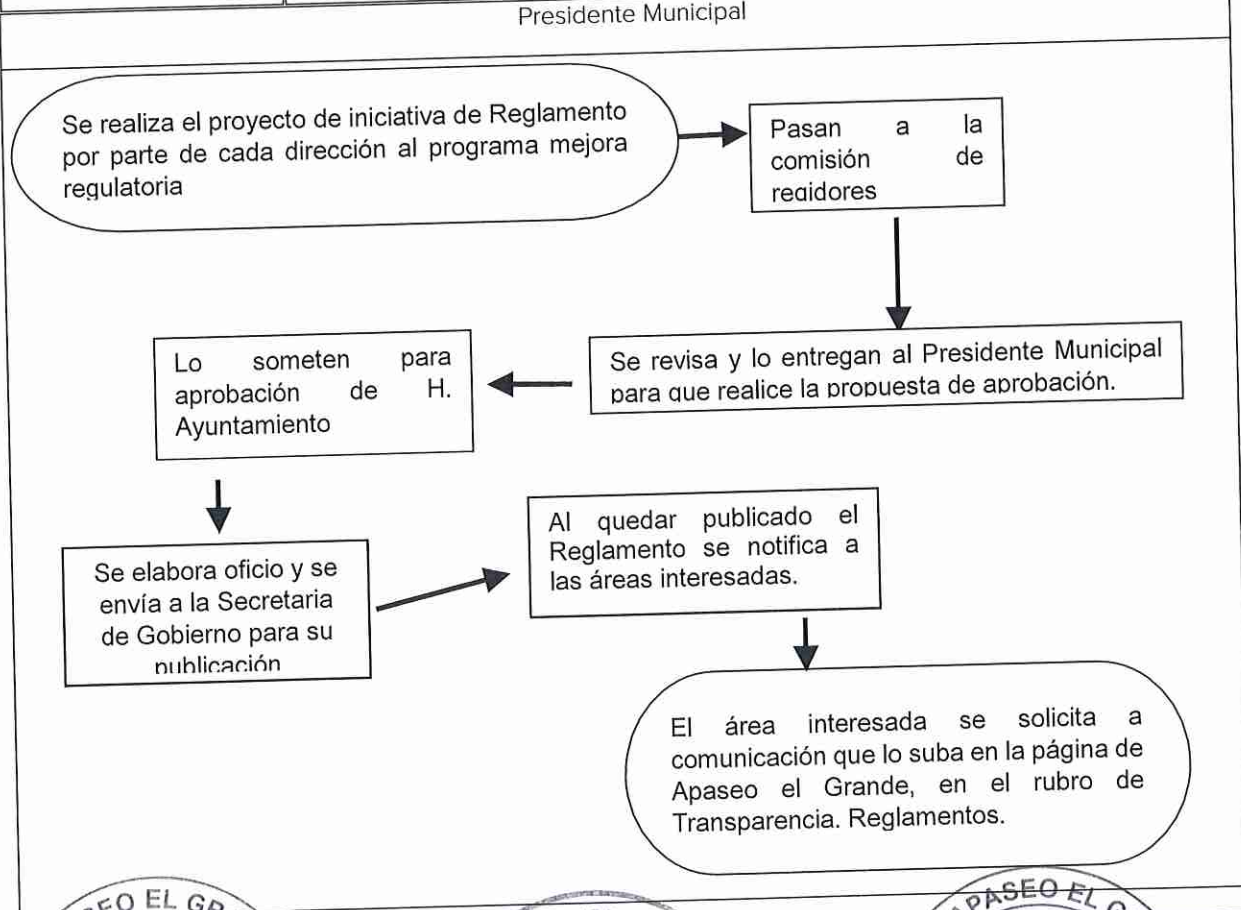 Presidente Municipal
Se realiza el proyecto de iniciativa de Reglamento
por parte de cada dirección al programa mejora
regulatoria
Pasan a la
comisión de
regidores
Se revisa y lo entregan al Presidente Municipal
para que realice la propuesta de aprobación.
Lo someten para
aprobación de H.
Ayuntamiento
Se elabora oficio y se
envía a la Secretaria
de Gobierno para su
publicación
Al quedar publicado el
Reglamento se notifica a
las áreas interesadas.
El área interesada se solicita a
comunicación que lo suba en la página de
Apaseo el Grande, en el rubro de
Transparencia. Reglamentos.
APASEO EL